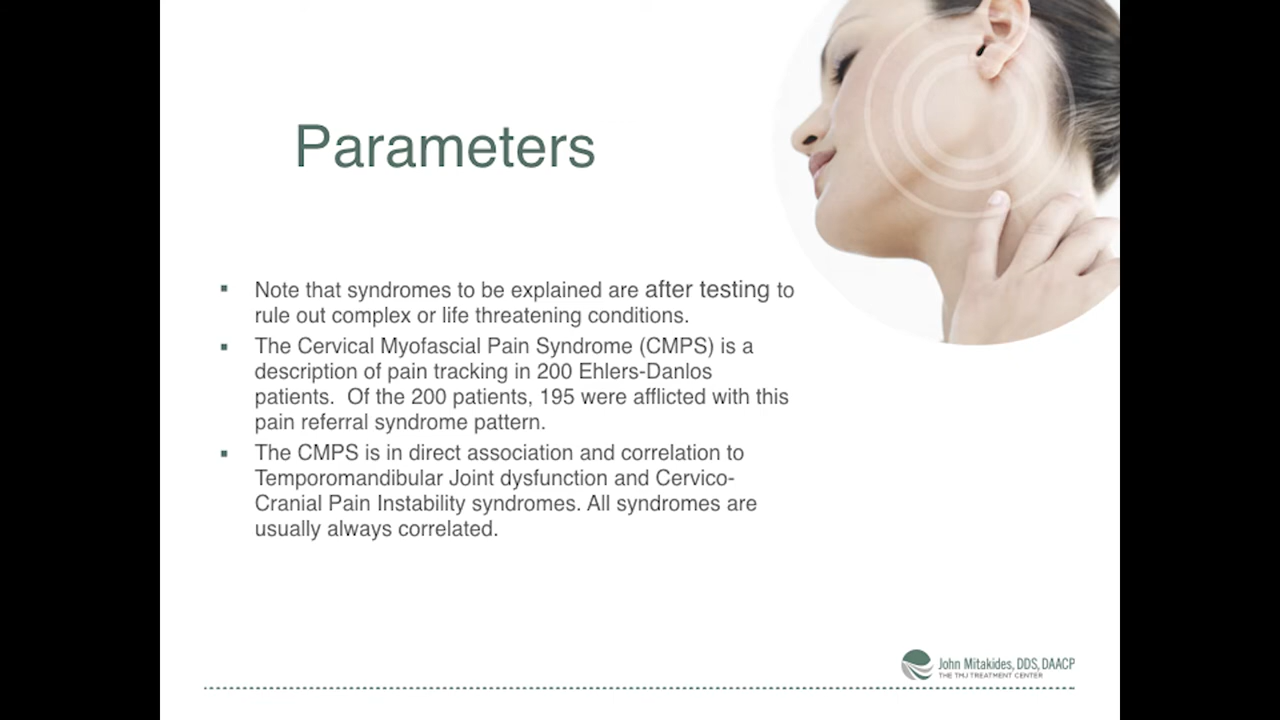 Parameters
▪ Note that syndromes to be explained are after testing to
rule out complex or life threatening conditions.
▪ The Cervical Myofascial Pain Syndrome (CMPS) is a
description of pain tracking in 200 Ehlers-Danlos
patients.  Of the 200 patients, 195 were afflicted with this
pain referral syndrome pattern.
▪ The CMPS is in direct association and correlation to
Temporomandibular Joint dysfunction and Cervico-
Cranial Pain Instability syndromes. All syndromes are
usually always correlated.
John Mitakides, DDS, DAACP
THE TMJ TREATMENT CENTER